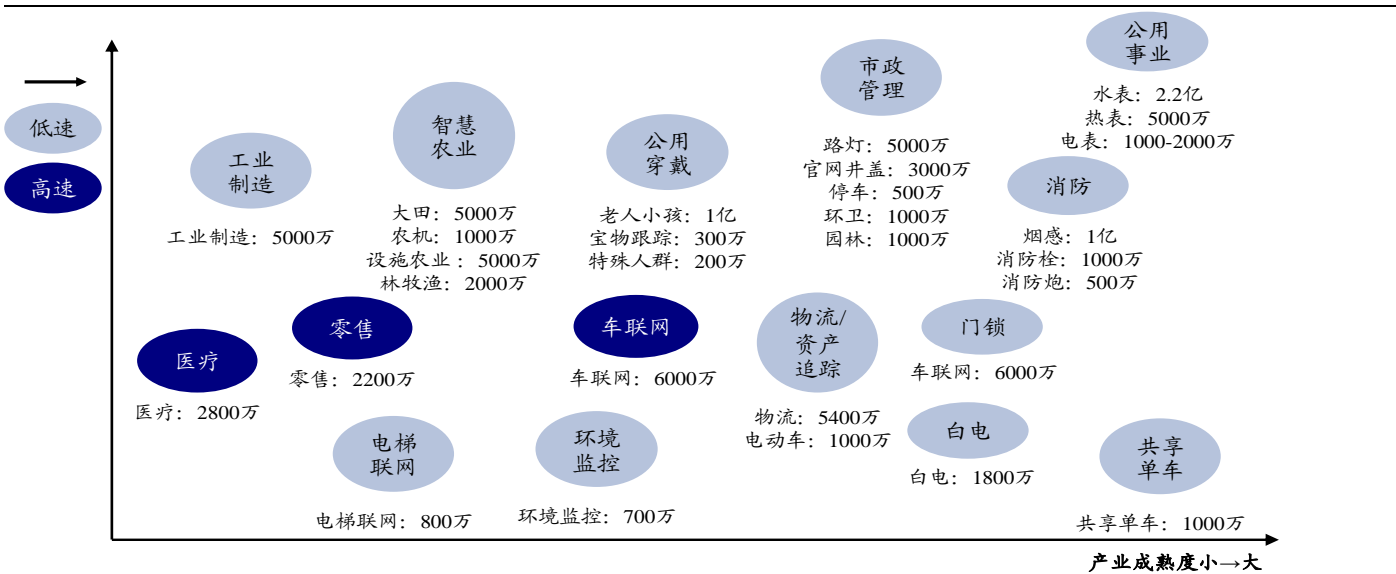 低速
高速
工业
制造
工业制造：5000万
智慧
农业
大田：5000万
农机：1000万
设施农业：5000万
林牧渔：2000万
公用
穿戴
老人小孩：1亿
宝物跟踪：300万
特殊人群：200万
市政
管理
路灯：5000万
官网井盖：3000万
停车：500万
环卫：1000万
园林：1000万
公用
事业
水表：2.2亿
热表：5000万
电表：1000-2000万
消防
烟感：1亿
消防栓：1000万
消防炮：500万
医疗
医疗：2800万
零售
零售：2200万
车联网
车联网：6000万
物流/
资产
追踪
物流：5400万
电动车：1000万
门锁
车联网：6000万
电梯
联网
电梯联网：800万
环境
监控
环境监控：700万
白电
白电：1800万
共享
单车
共享单车：1000万
产业成熟度小→大